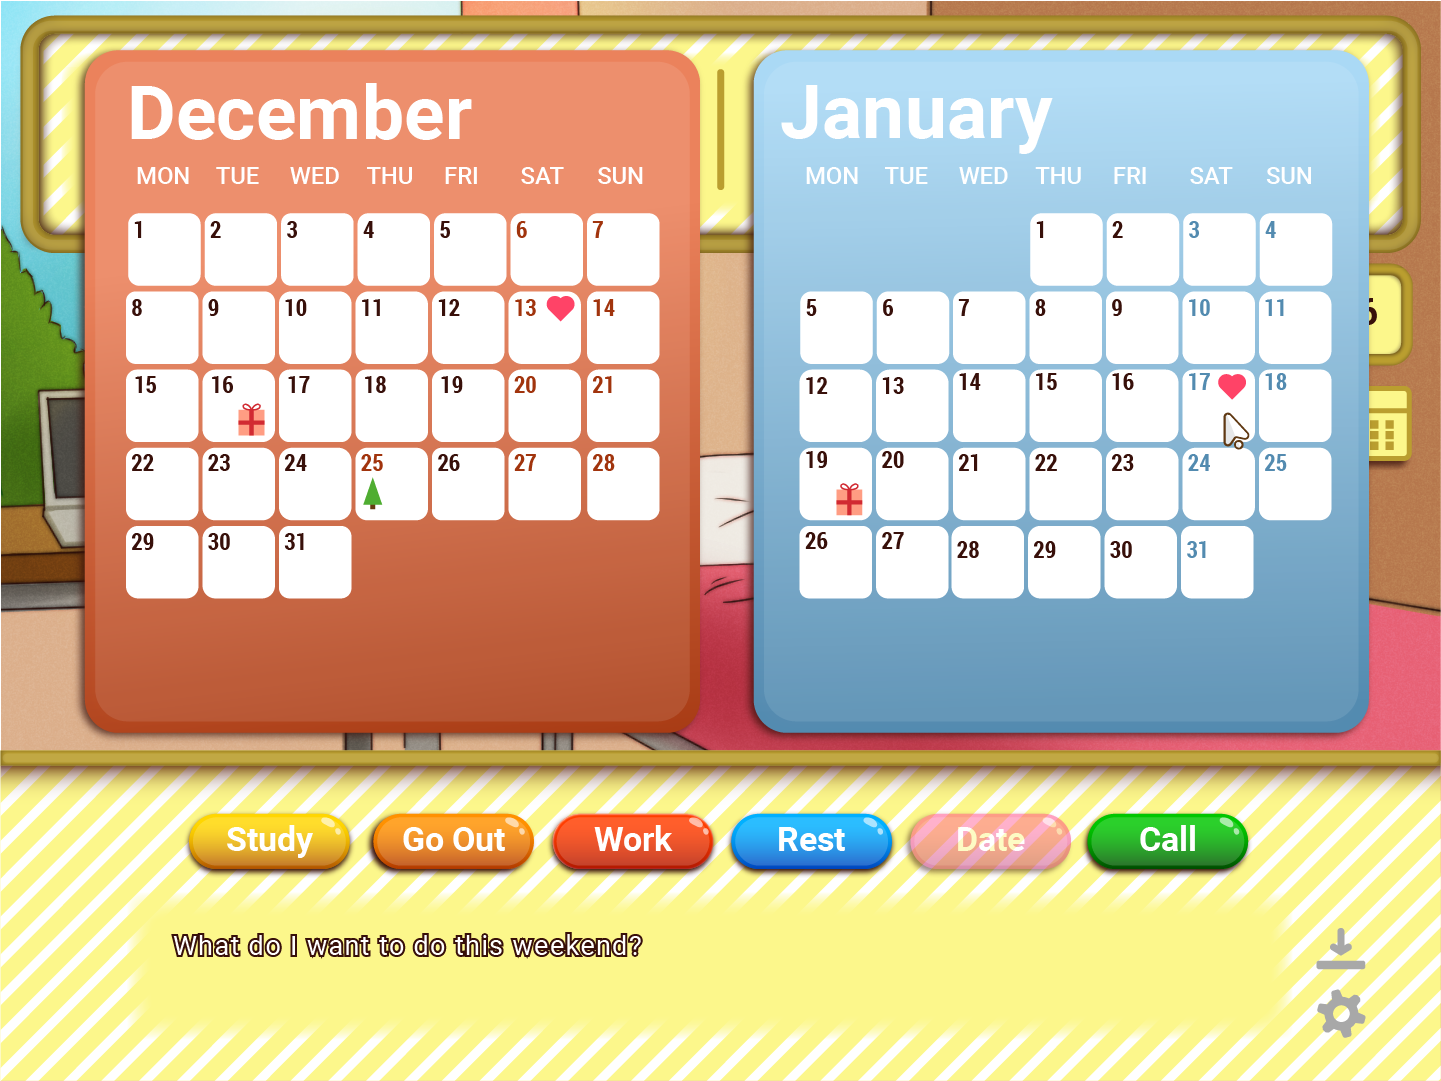 December
MON TUE WED THU FRI SAT SUN
1 2 3 4 5 6 7
8 9 10 11 12 13 14
15 16 17 18 19 20 21
22 23 24 25 26 27 28
29 30 31
January
MON TUE WED THU FRI SAT SUN
1 2 3 4
5 6 7 8 9 10 11
12 13 14 15 16 17 18
19 20 21 22 23 24 25
26 27 28 29 30 31
Study Go Out Work Rest Date Call
What do I want to do this weekend?